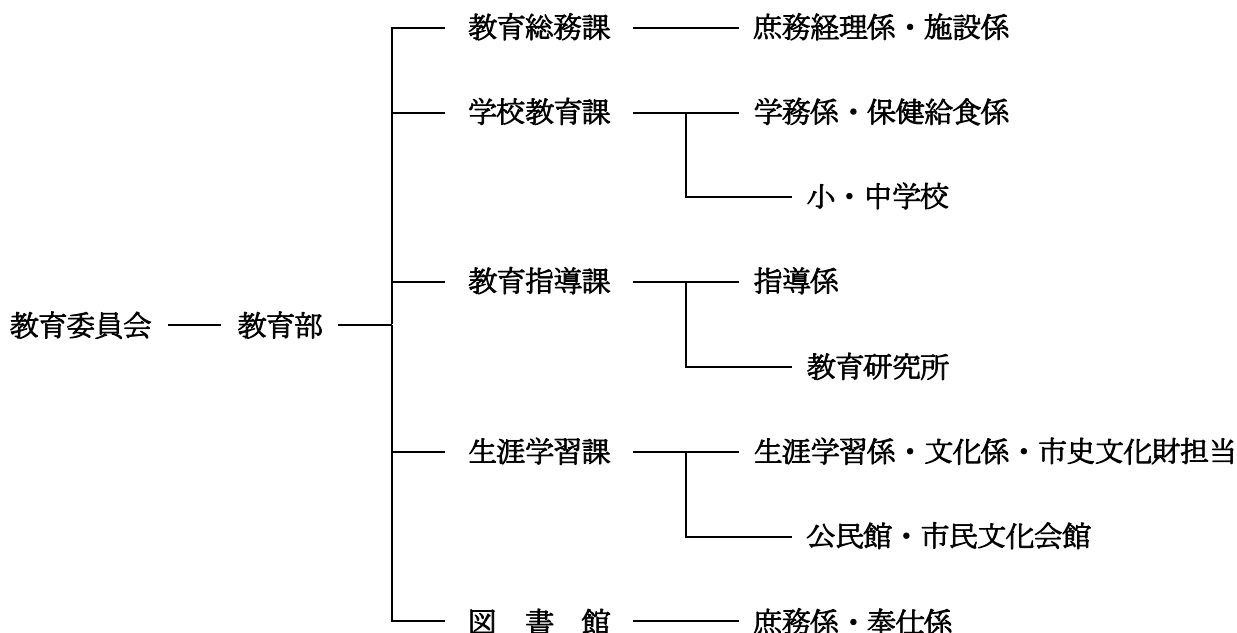 教育総務課 庶務経理係・施設係
学校教育課 学務係・保健給食係
小・中学校
教育指導課 指導係
教育委員会 教育部
教育研究所
生涯学習課 生涯学習係・文化係・市史文化財担当
公民館・市民文化会館
図 書 館 庶務係・奉仕係